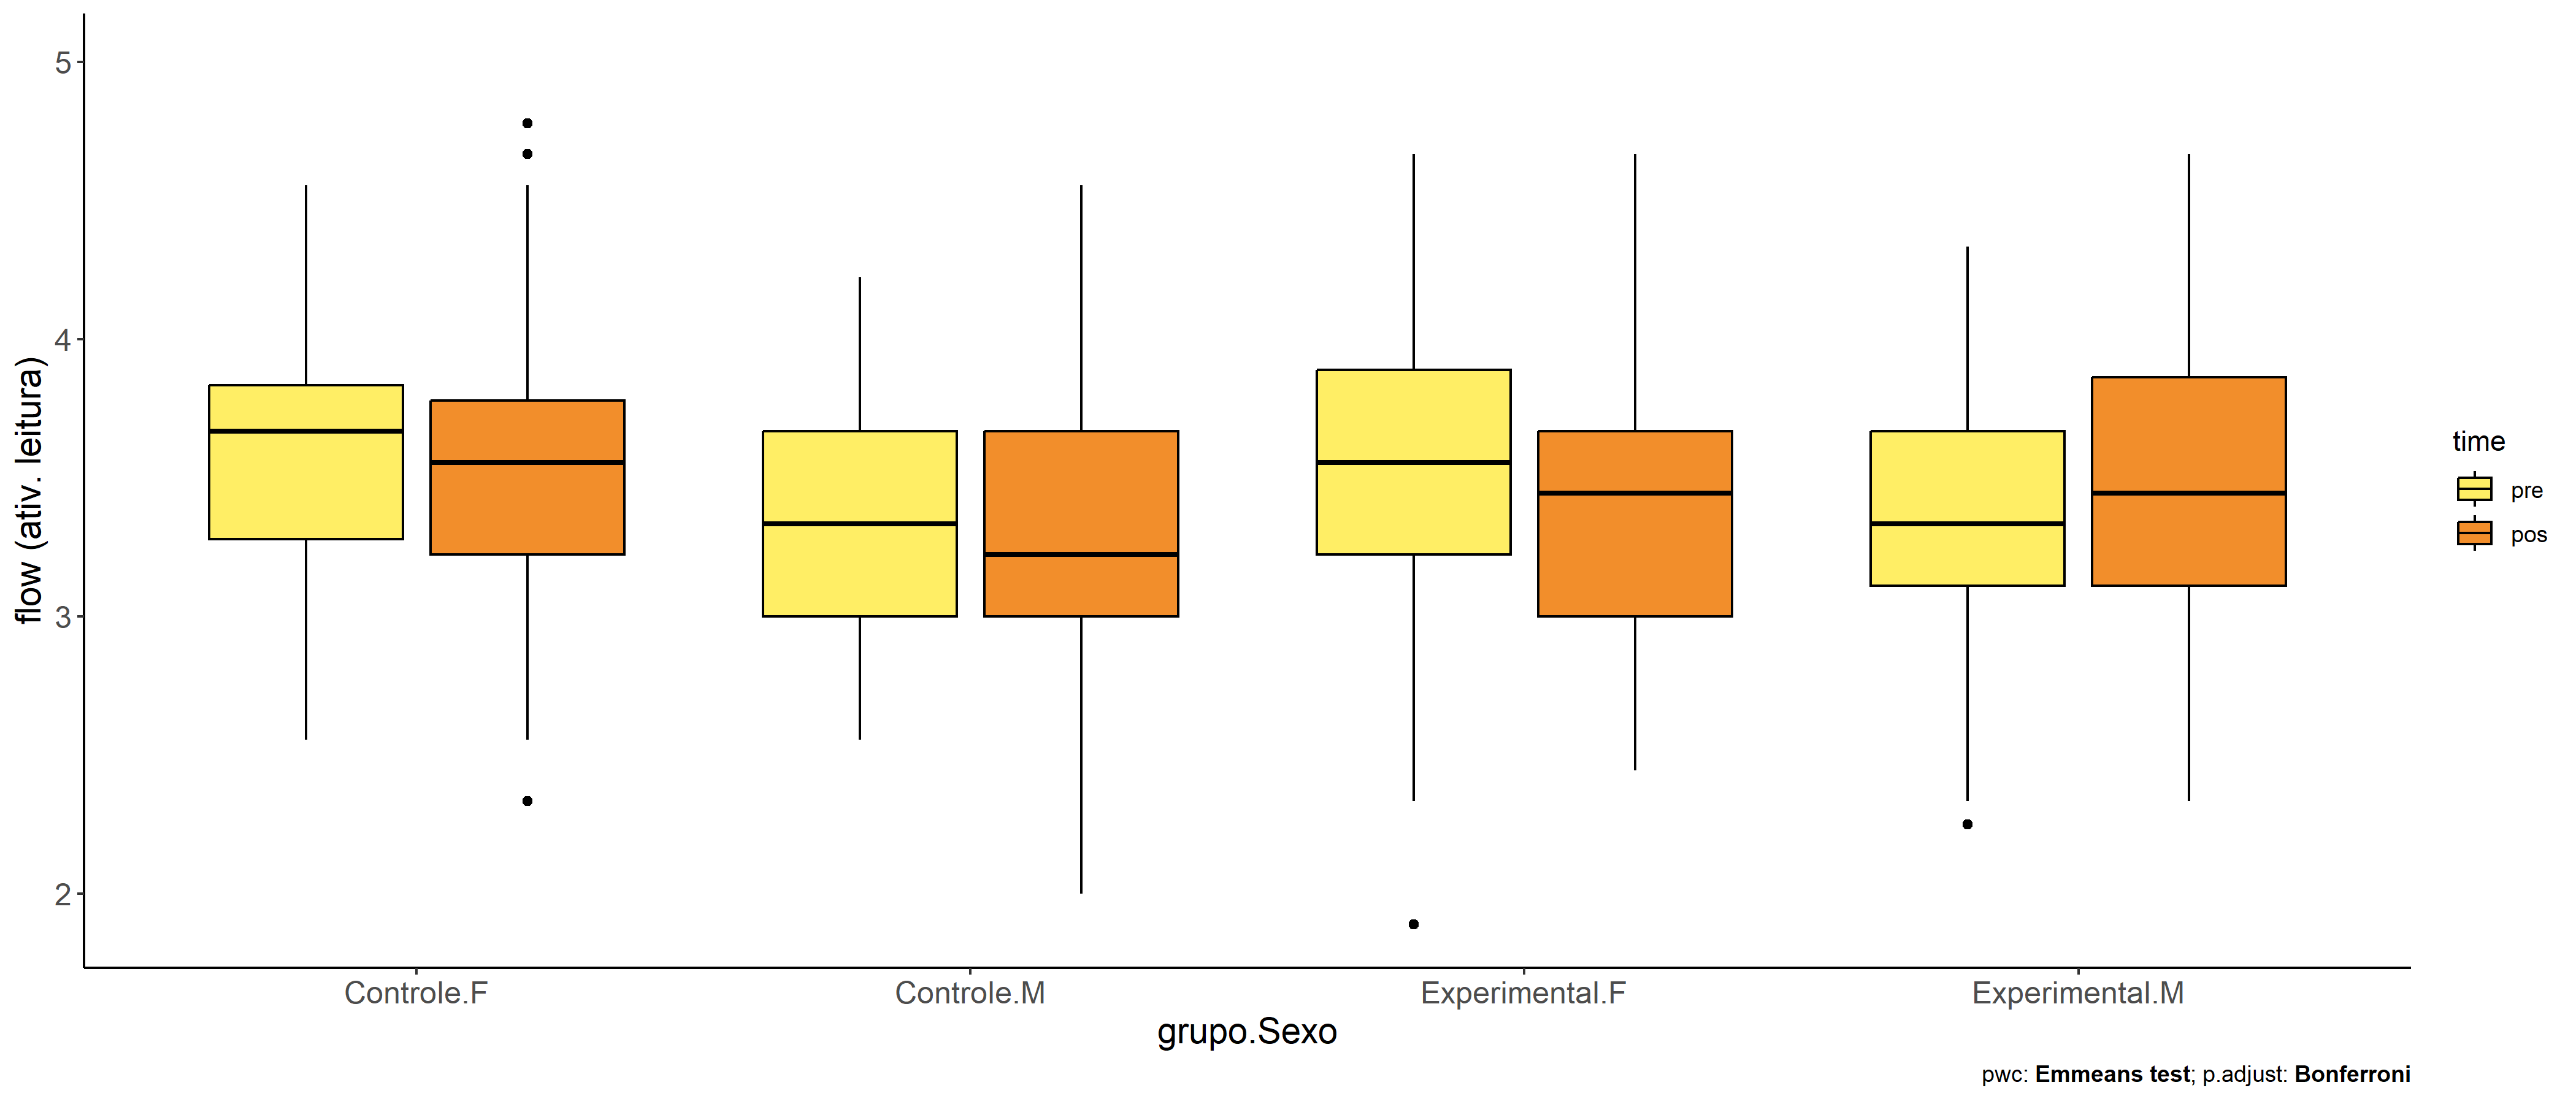 flow (ativ. leitura)
5
4
3
2
Controle.F
Controle.M
Experimental.F
Experimental.M
grupo.Sexo
time
pre
pos
pwc: Emmeans test; p.adjust: Bonferroni